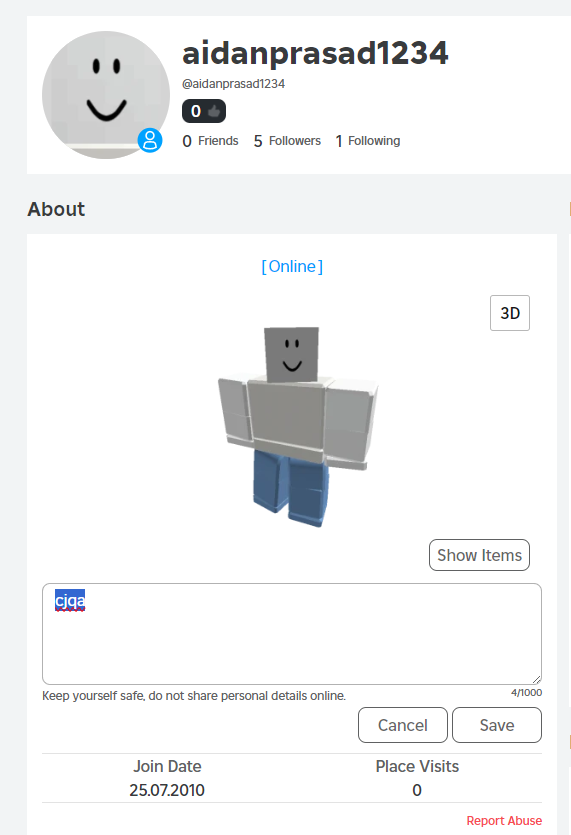 aidanprasad1234
@aidanprasad1234
0
0 Friends 5 Followers 1 Following
About
[ Online ]
3D
Show Items
cjqa
Keep yourself safe, do not share personal details online. 4/1000
Cancel Save
Join Date Place Visits
25.07.2010 0
Report Abuse